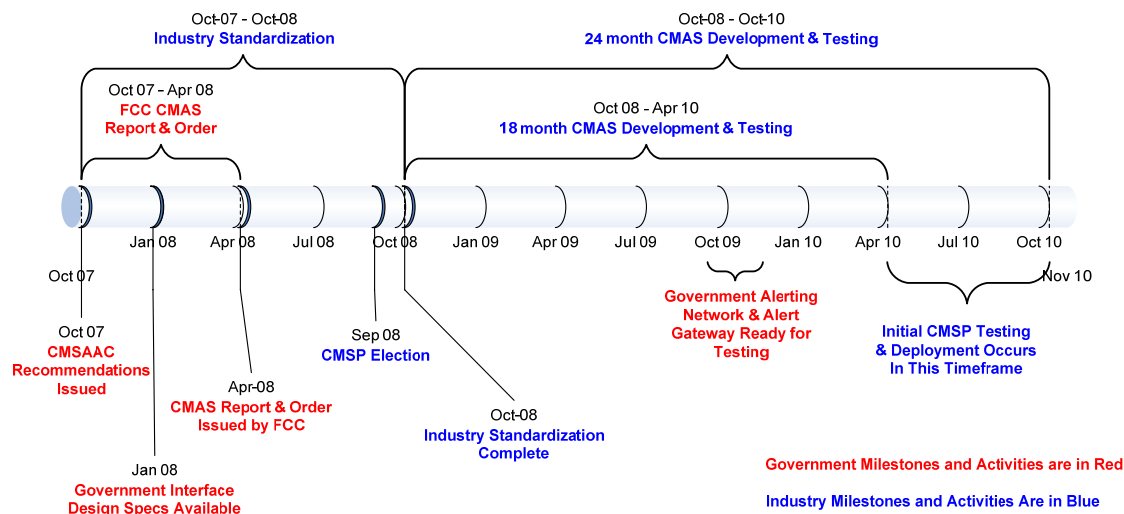 Oct-07 - Oct-08
Industry Standardization
Oct-08 - Oct-10
24 month CMAS Development & Testing
Oct 07 - Apr 08
FCC CMAS
Report & Order
Oct 08 - Apr 10
18 month CMAS Development & Testing
Oct 07
Jan 08
Apr 08
Jul 08
Oct 08
Jan 09
Apr 09
Jul 09
Oct 09
Jan 10
Apr 10
Jul 10
Oct 10
Nov 10
Oct 07
CMSAAC
Recommendations
Issued
Jan 08
Government Interface
Design Specs Available
Apr-08
CMAS Report & Order
Issued by FCC
Sep 08
CMSP Election
Oct-08
Industry Standardization
Complete
Government Alerting
Network & Alert
Gateway Ready for
Testing
Initial CMSP Testing
& Deployment Occurs
In This Timeframe
Government Milestones and Activities are in Red
Industry Milestones and Activities Are in Blue